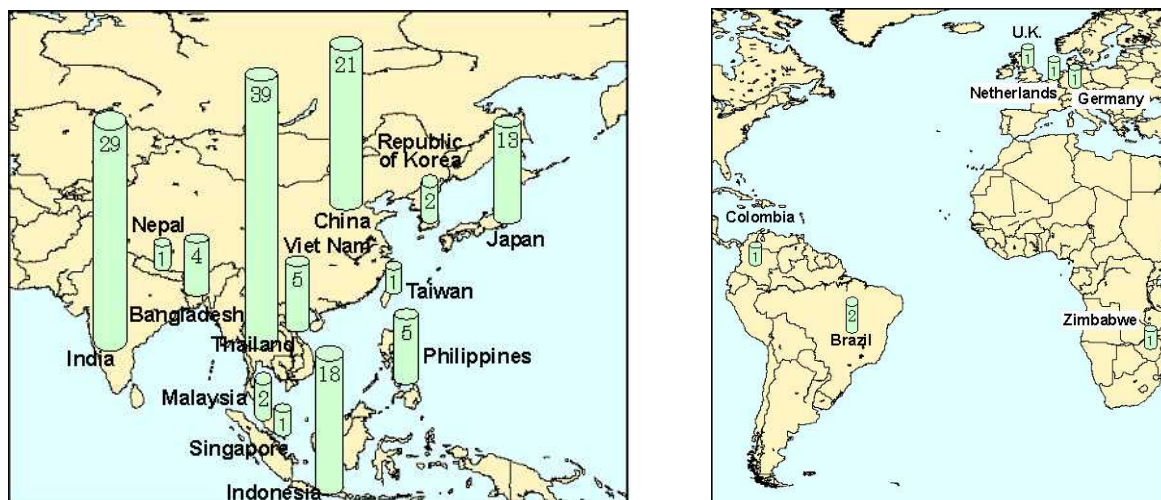 21
39
13
29
Republic
of Korea
2
Nepal
China
Japan
Viet Nam
1
4
5
1
Taiwan
Bangladesh
5
Thailand
India
Philippines
18
Malaysia
2
1
Singapore
Indonesia
U.K.
1
1
1
Netherlands
Germany
Colombia
1
2
Brazil
Zimbabwe
1